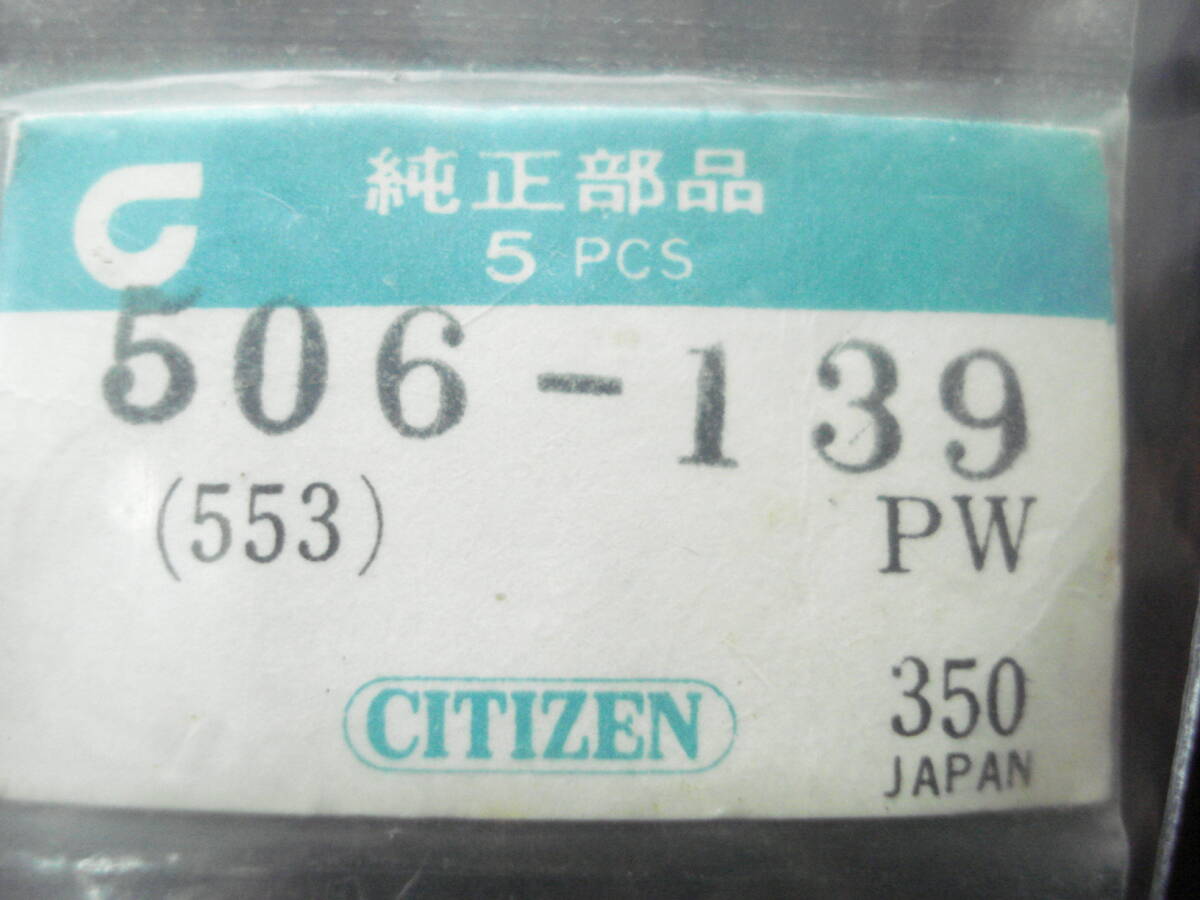 純正部品
5 PCS
506-139
(553)
PW
CITIZEN
350
JAPAN